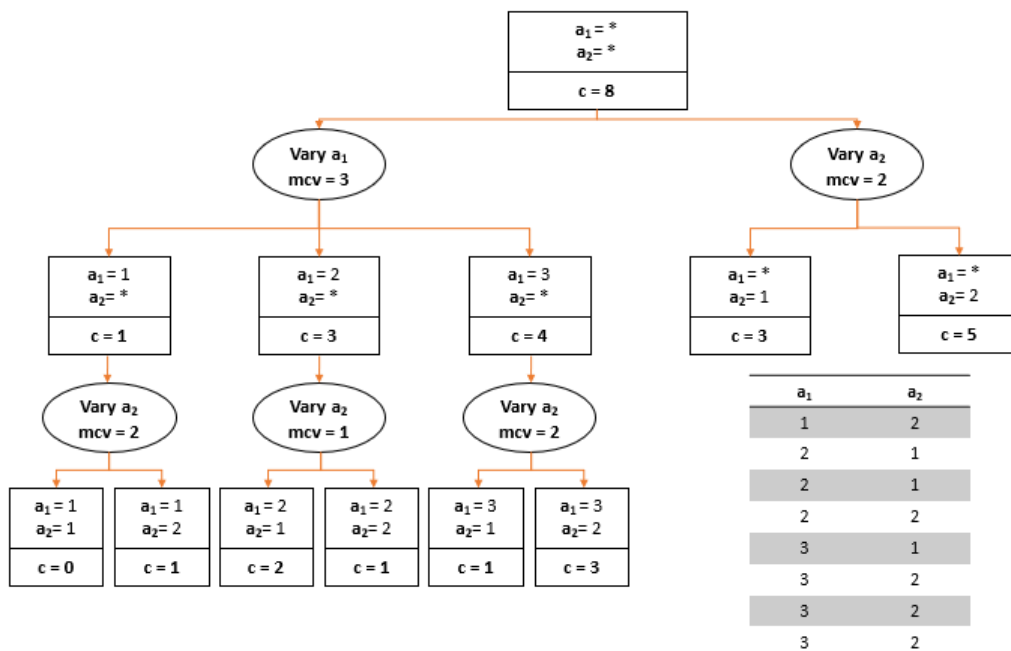 a₁ = *
a₂= *
c = 8
Vary a₁
mcv = 3
Vary a₂
mcv = 2
a₁ = 1
a₂= *
c = 1
a₁ = 2
a₂= *
c = 3
a₁ = 3
a₂= *
c = 4
a₁ = *
a₂= 1
c = 3
a₁ = *
a₂= 2
c = 5
Vary a₂
mcv = 2
Vary a₂
mcv = 1
Vary a₂
mcv = 2
a₁ = 1
a₂= 1
c = 0
a₁ = 1
a₂= 2
c = 1
a₁ = 2
a₂= 1
c = 2
a₁ = 2
a₂= 2
c = 1
a₁ = 3
a₂= 1
c = 1
a₁ = 3
a₂= 2
c = 3
a₁ a₂
1 2
2 1
2 1
2 2
3 1
3 2
3 2
3 2